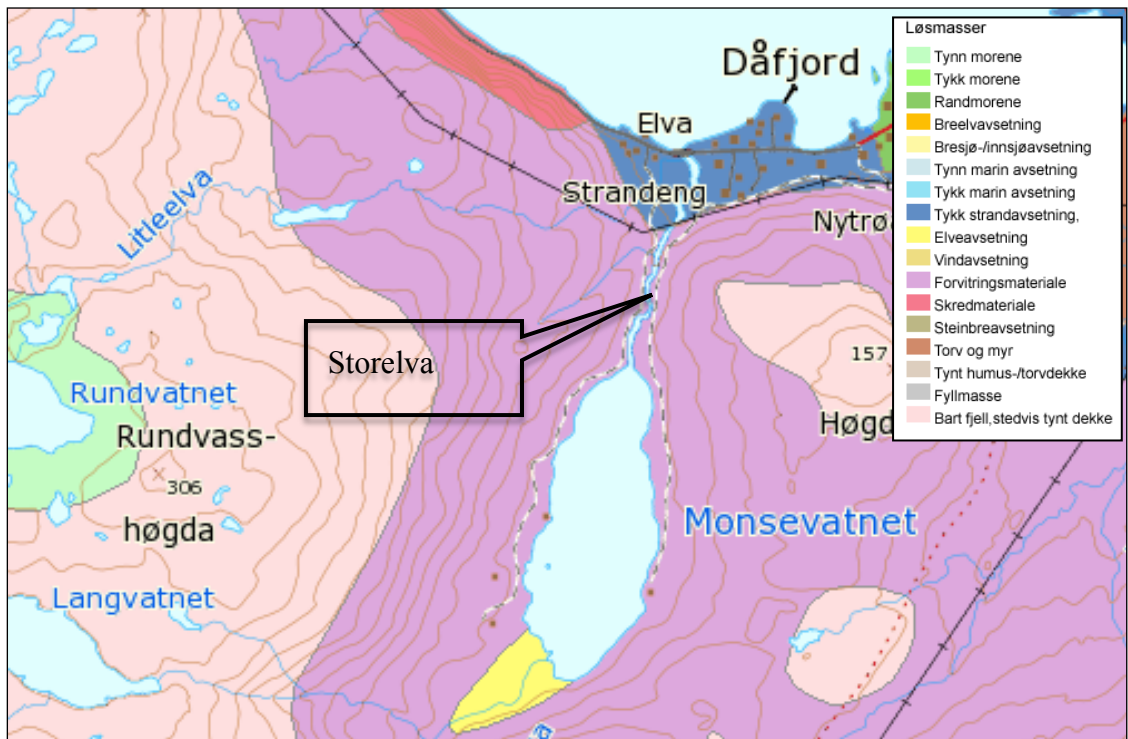 Løsmasser
Tynn morene
Tykk morene
Randmorene
Breelvavsetning
Bresjø-/innsjøavsetning
Tynn marin avsetning
Tykk marin avsetning
Tykk strandavsetning,
Elveavsetning
Vindavsetning
Forvitringsmateriale
Skredmateriale
Steinbreavsetning
Torv og myr
Tynt humus-/torvdekke
Fyllmasse
Bart fjell,stedvis tynt dekke
Dåfjord
Elva
Strandeng
Litleelva
Nytrø
Storelva
157
Rundvatnet
Rundvass-
Høgd
306
høgda
Monsevatnet
Langvatnet